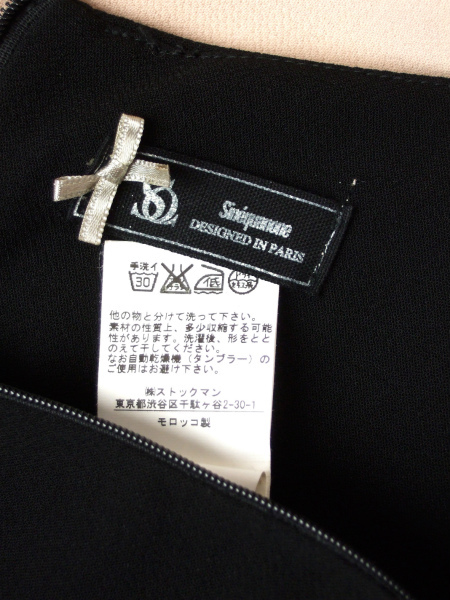 Sinéquanone
DESIGNED IN PARIS
手洗イ
30
低
他の物と分けて洗って下さい。
素材の性質上、多少収縮する可能
性があります。洗濯後、形をとと
のえて干してください。
なお自動乾燥機（タンブラー）の
ご使用はお避け下さい。
㈱ストックマン
東京都渋谷区千駄ヶ谷2-30-1
モロッコ製